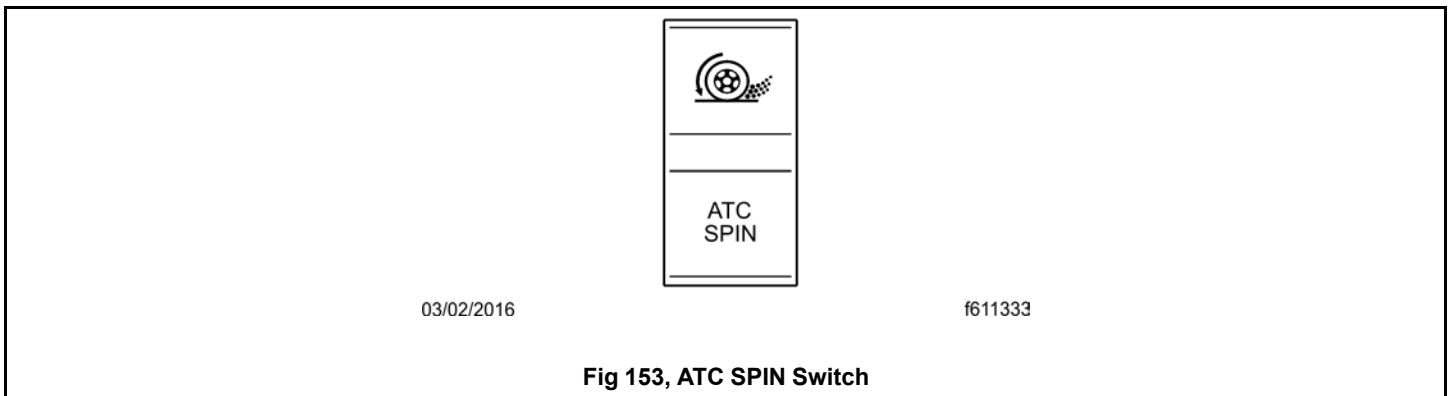 ATC
SPIN
03/02/2016 f611333
Fig 153, ATC SPIN Switch